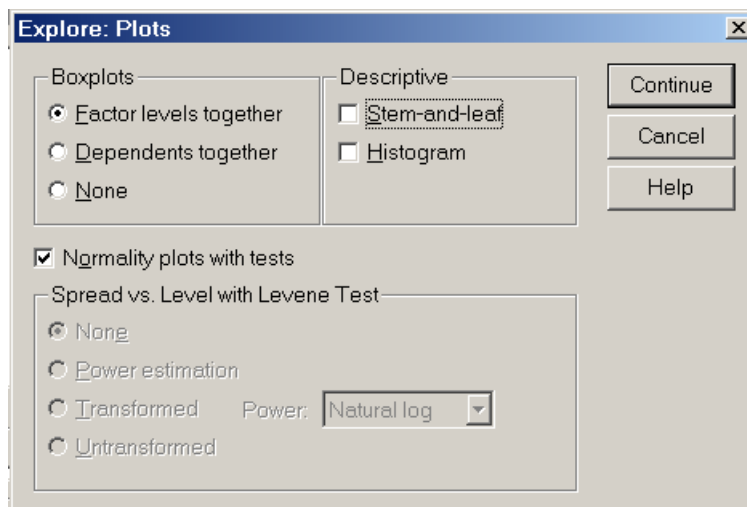 Explore: Plots
Boxplots
Factor levels together
Dependents together
None
Descriptive
Stem-and-leaf
Histogram
Continue
Cancel
Help
Normality plots with tests
Spread vs. Level with Levene Test
None
Power estimation
Transformed Power: Natural log
Untransformed